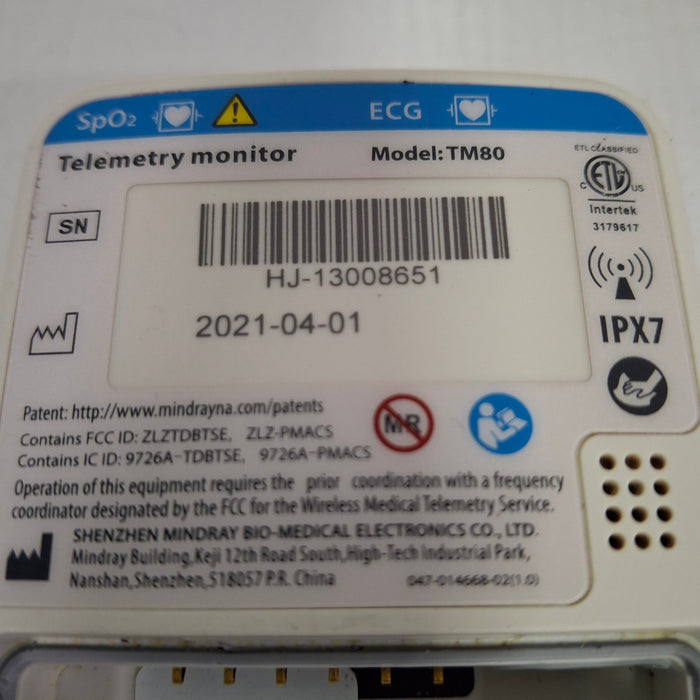 SpO2 ECG
Telemetry monitor Model:TM80
ETL CLASSIFIED
ETL
C US
Intertek
3179617
SN
HJ-13008651
2021-04-01
IPX7
Patent: http://www.mindrayna.com/patents
MR
Contains FCC ID: ZLZTDBTSE, ZLZ-PMACS
Contains IC ID: 9726A-TDBTSE, 9726A-PMACS
Operation of this equipment requires the prior coordination with a frequency
coordinator designated by the FCC for the Wireless Medical Telemetry Service.
SHENZHEN MINDRAY BIO-MEDICAL ELECTRONICS CO., LTD.
Mindray Building,Keji 12th Road South,High-Tech Industrial Park,
Nanshan,Shenzhen,518057 P.R. China 047-014668-02(1.0)